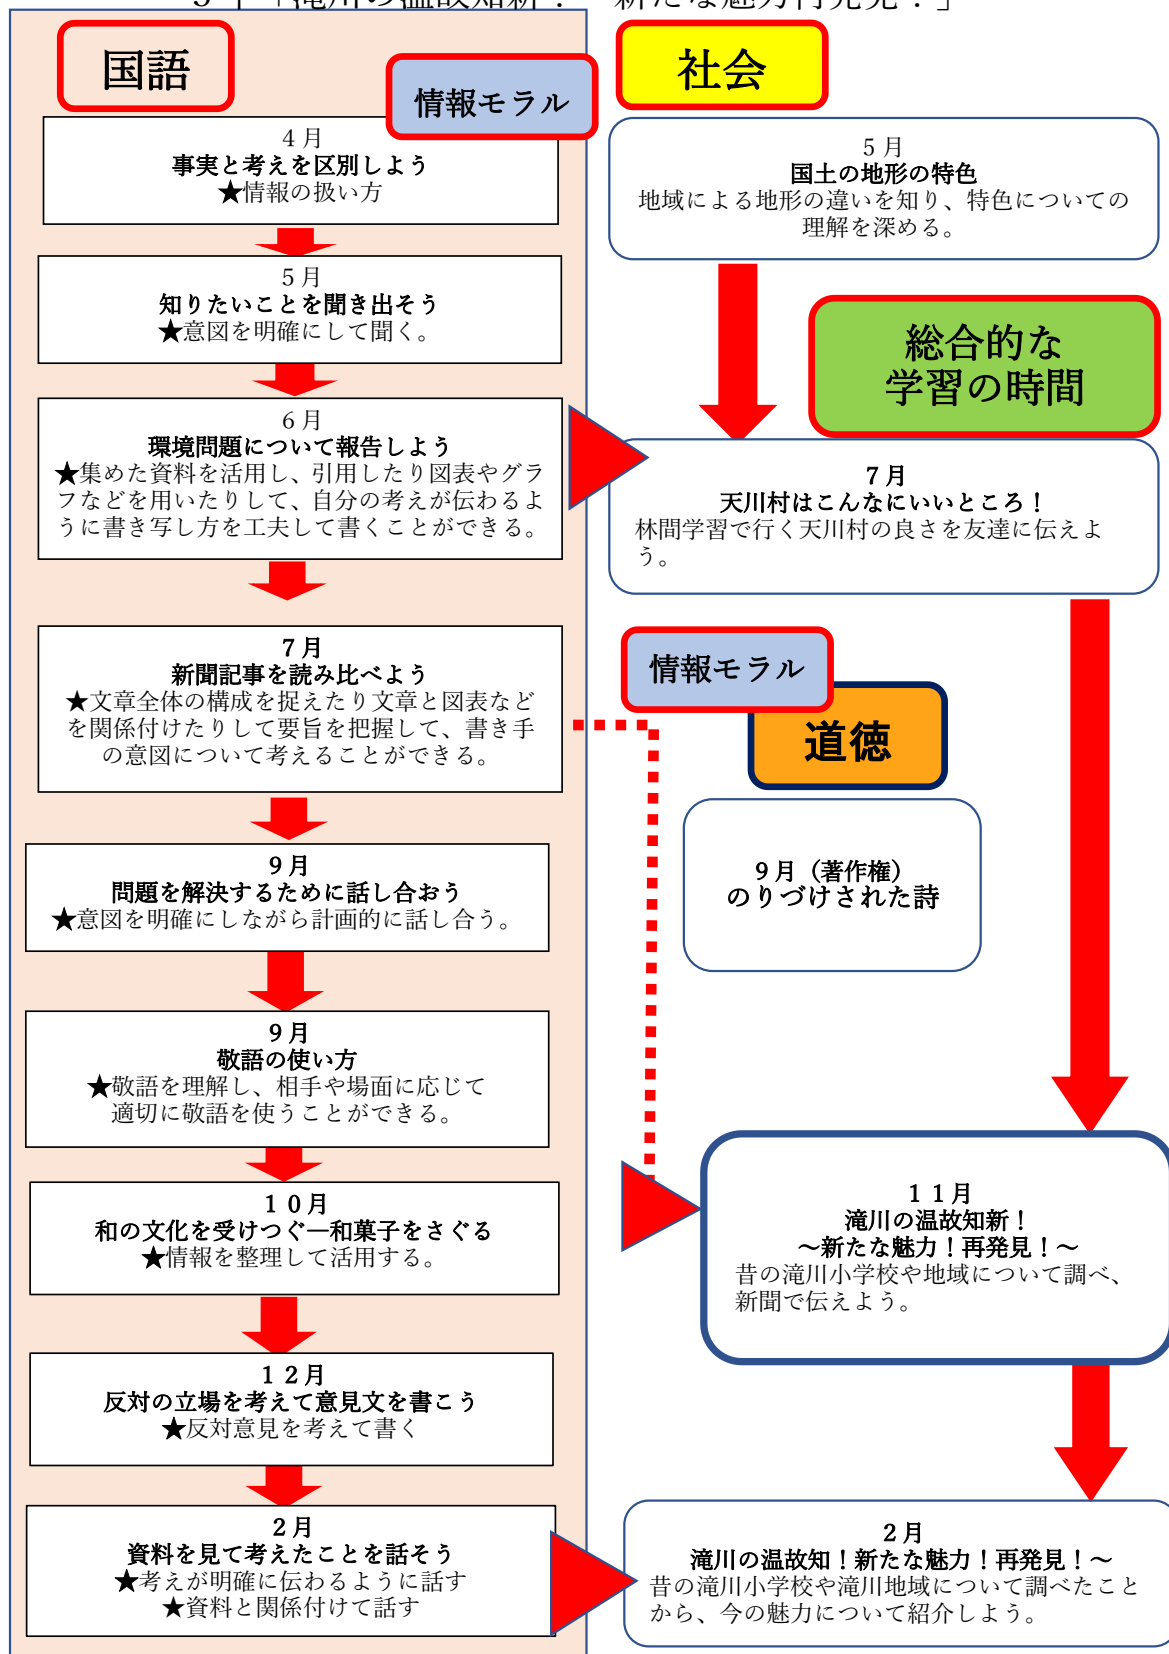 国語
情報モラル
４月
事実と考えを区別しよう
★情報の扱い方
５月
知りたいことを聞き出そう
★意図を明確にして聞く。
６月
環境問題について報告しよう
★集めた資料を活用し、引用したり図表やグラ
フなどを用いたりして、自分の考えが伝わるよ
うに書き写し方を工夫して書くことができる。
７月
新聞記事を読み比べよう
★文章全体の構成を捉えたり文章と図表など
を関係付けたりして要旨を把握して、書き手
の意図について考えることができる。
９月
問題を解決するために話し合おう
★意図を明確にしながら計画的に話し合う。
９月
敬語の使い方
★敬語を理解し、相手や場面に応じて
適切に敬語を使うことができる。
１０月
和の文化を受けつぐ―和菓子をさぐる
★情報を整理して活用する。
１２月
反対の立場を考えて意見文を書こう
★反対意見を考えて書く
２月
資料を見て考えたことを話そう
★考えが明確に伝わるように話す
★資料と関係付けて話す
社会
５月
国土の地形の特色
地域による地形の違いを知り、特色についての
理解を深める。
総合的な
学習の時間
７月
天川村はこんなにいいところ！
林間学習で行く天川村の良さを友達に伝えよ
う。
情報モラル
道徳
９月（著作権）
のりづけされた詩
１１月
滝川の温故知新！
～新たな魅力！再発見！～
昔の滝川小学校や地域について調べ、
新聞で伝えよう。
２月
滝川の温故知！新たな魅力！再発見！～
昔の滝川小学校や滝川地域について調べたこと
から、今の魅力について紹介しよう。